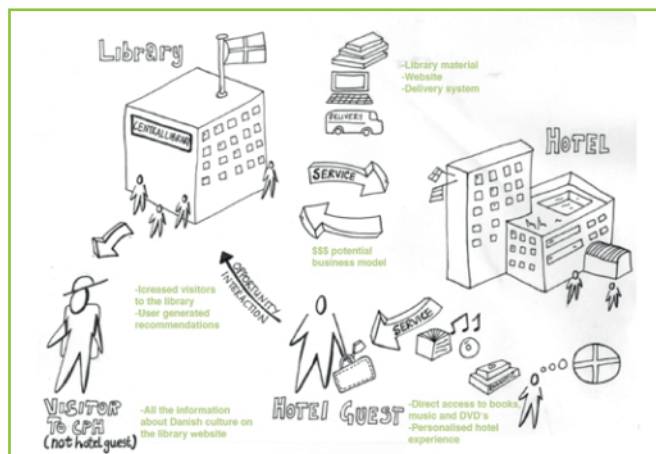 Library
-Library material
-Website
-Delivery system
CENTRAL LIBRARY
DELIVERY
HOTEL
SERVICE
$$$ potential
business model
OPPORTUNITY
INTERACTION
-Icreased visitors
to the library
-User generated
recommendations
SERVICE
VISITOR
TO CPH
(not hotel guest)
-All the information
about Danish culture on
the library website
HOTEL GUEST
-Direct access to books,
music and DVD's
-Personalised hotel
experience